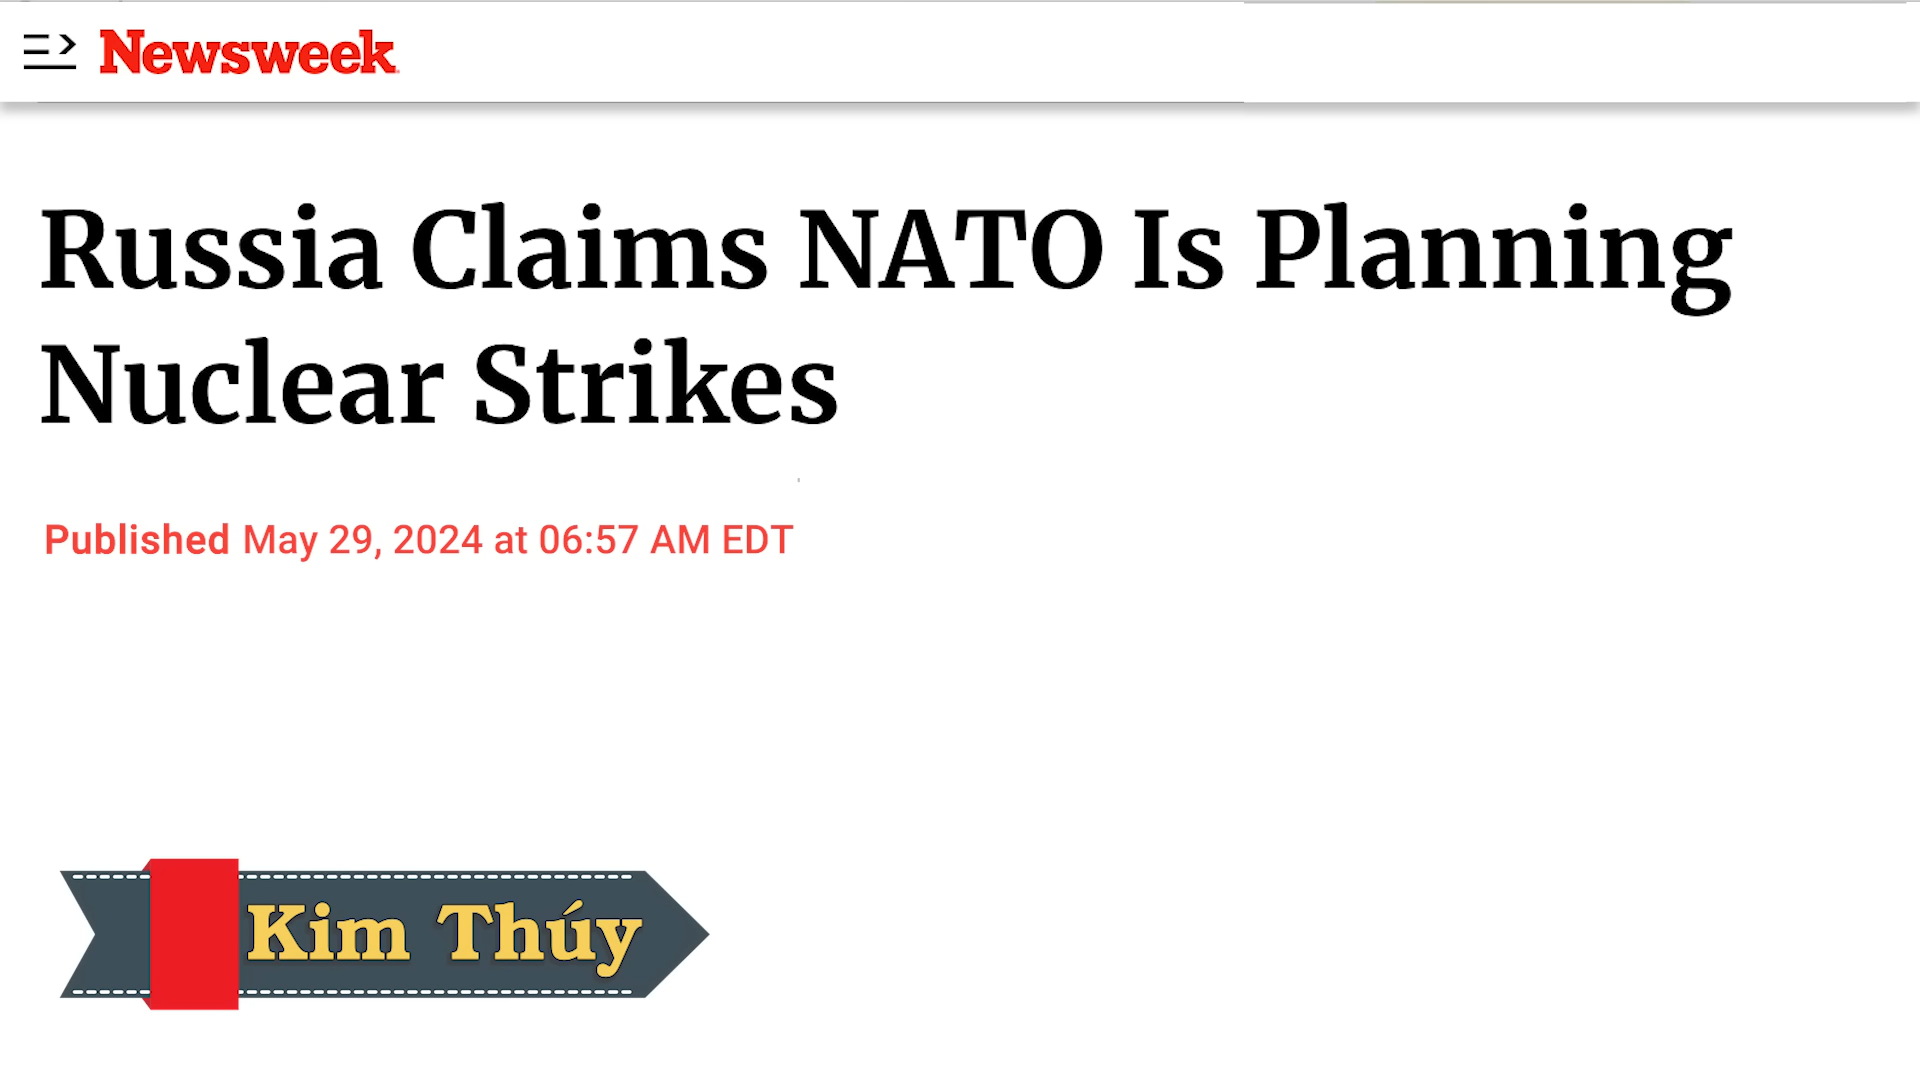 Newsweek
Russia Claims NATO Is Planning
Nuclear Strikes
Published May 29, 2024 at 06:57 AM EDT
Kim Thúy